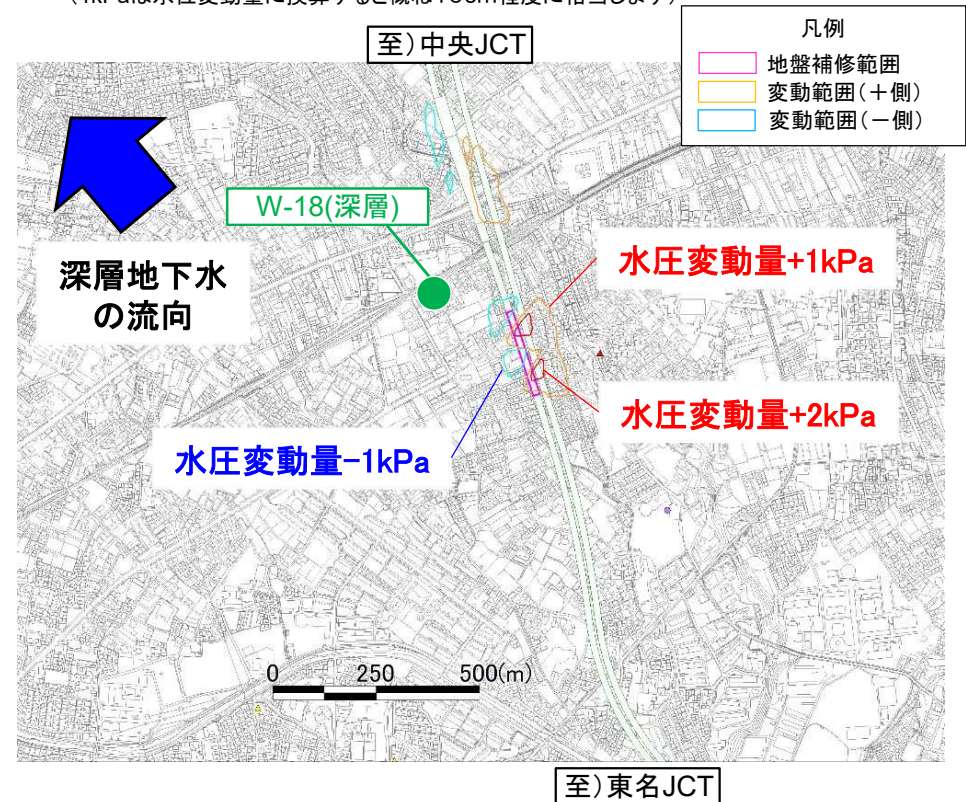 至）中央JCT
凡例
地盤補修範囲
変動範囲（＋側）
変動範囲（－側）
W-18(深層)
深層地下水
の流向
水圧変動量+1kPa
水圧変動量+2kPa
水圧変動量−1kPa
0 250 500(m)
至）東名JCT